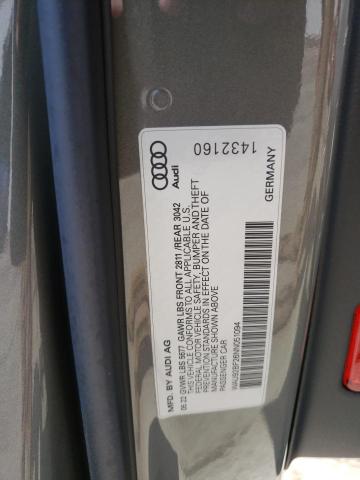 Audi
1432160
MFD. BY AUDI AG
GERMANY
05-22 GVWR LBS 5677 GAWR LBS FRONT 2811 /REAR 3042
THIS VEHICLE CONFORMS TO ALL APPLICABLE U.S.
FEDERAL MOTOR VEHICLE SAFETY, BUMPER AND THEFT
PREVENTION STANDARDS IN EFFECT ON THE DATE OF
MANUFACTURE SHOWN ABOVE
PASSENGER CAR